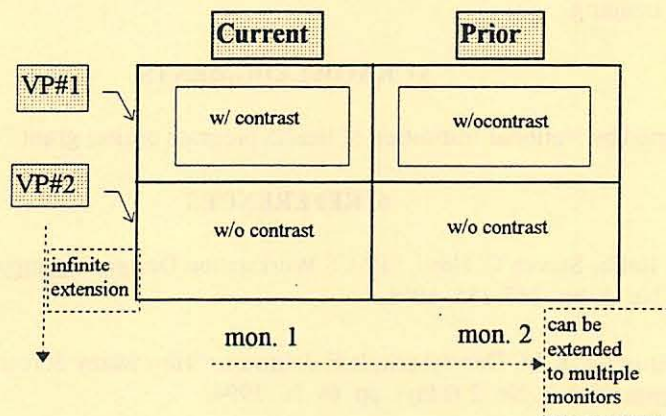 Current
Prior
VP#1
w/ contrast
w/ocontrast
VP#2
w/o contrast
w/o contrast
infinite
extension
mon. 1
mon. 2
can be
extended
to multiple
monitors